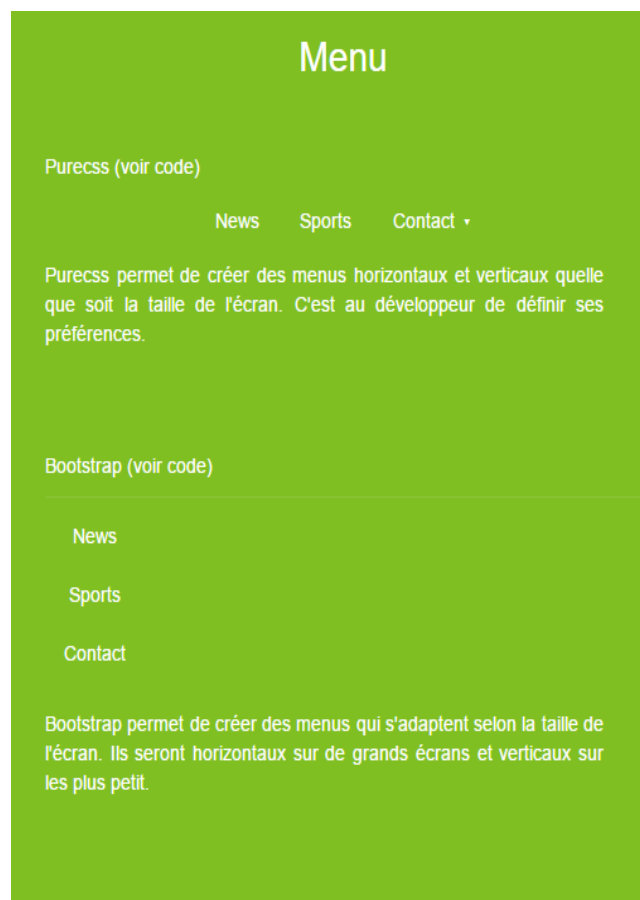 Menu
Purecss (voir code)
News Sports Contact ▾
Purecss permet de créer des menus horizontaux et verticaux quelle
que soit la taille de l'écran. C'est au développeur de définir ses
préférences.
Bootstrap (voir code)
News
Sports
Contact
Bootstrap permet de créer des menus qui s'adaptent selon la taille de
l'écran. Ils seront horizontaux sur de grands écrans et verticaux sur
les plus petit.